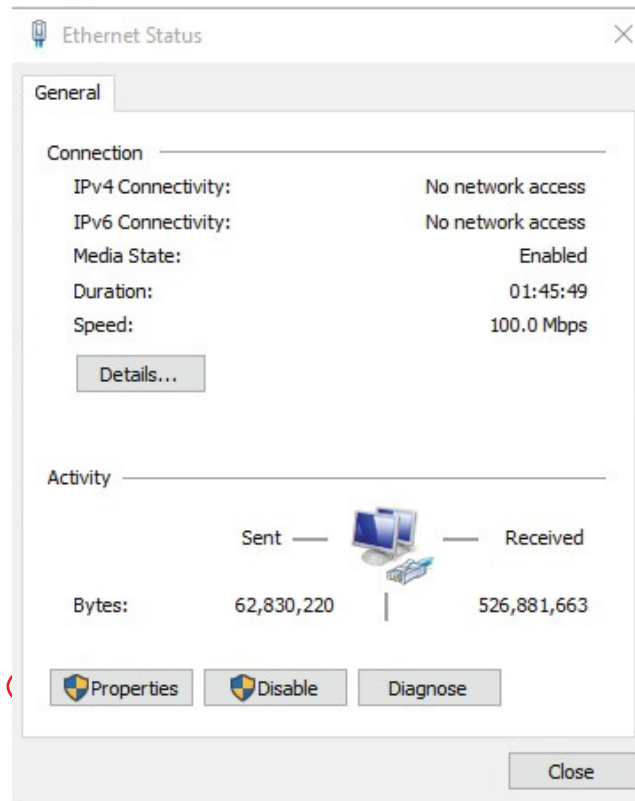 Ethernet Status
General
Connection
IPv4 Connectivity: No network access
IPv6 Connectivity: No network access
Media State: Enabled
Duration: 01:45:49
Speed: 100.0 Mbps
Details...
Activity
Sent Received
Bytes: 62,830,220 526,881,663
Properties Disable Diagnose
Close